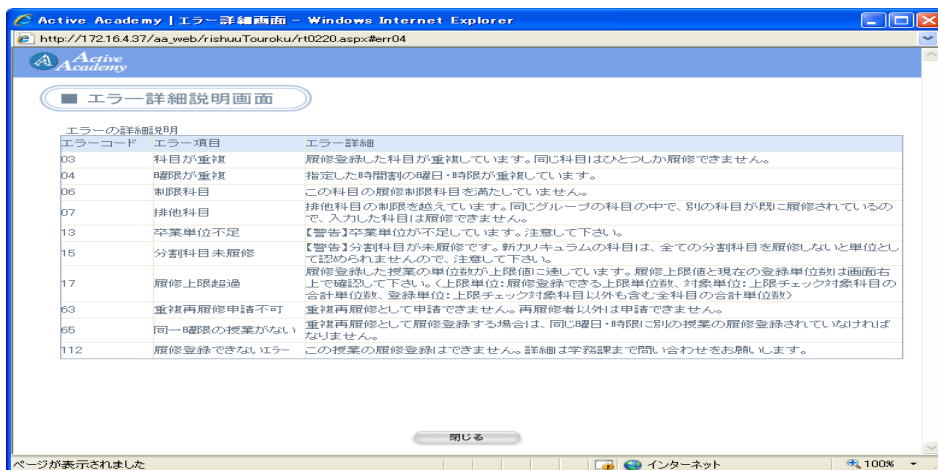 Active Academy | エラー詳細画面 - Windows Internet Explorer
http://172.16.4.37/aa_web/rishuuTouroku/rt0220.aspx#err04
Active Academy
■ エラー詳細説明画面
エラーの詳細説明
エラーコード エラー項目 エラー詳細
03 科目が重複 履修登録した科目が重複しています。同じ科目はひとつしか履修できません。
04 曜限が重複 指定した時間割の曜日・時限が重複しています。
06 制限科目 この科目の履修制限科目を満たしていません。
07 排他科目 排他科目の制限を越えています。同じグループの科目の中で、別の科目が既に履修されているの
で、入力した科目は履修できません。
13 卒業単位不足 【警告】卒業単位が不足しています。注意して下さい。
15 分割科目未履修 【警告】分割科目が未履修です。新カリキュラムの科目は、全ての分割科目を履修しないと単位とし
て認められませんので、注意して下さい。
17 履修上限超過 履修登録した授業の単位数が上限値に達しています。履修上限値と現在の登録単位数は画面右
上で確認して下さい。（上限単位：履修登録できる上限単位数、対象単位：上限チェック対象科目の
合計単位数、登録単位：上限チェック対象科目以外も含む全科目の合計単位数）
63 重複再履修申請不可 重複再履修として申請できません。再履修者以外は申請できません。
65 同一曜限の授業がない 重複再履修として履修登録する場合は、同じ曜日・時限に別の授業の履修登録されていなければ
なりません。
112 履修登録できないエラー この授業の履修登録はできません。詳細は学務課まで問い合わせをお願いします。
閉じる
ページが表示されました インターネット 100%